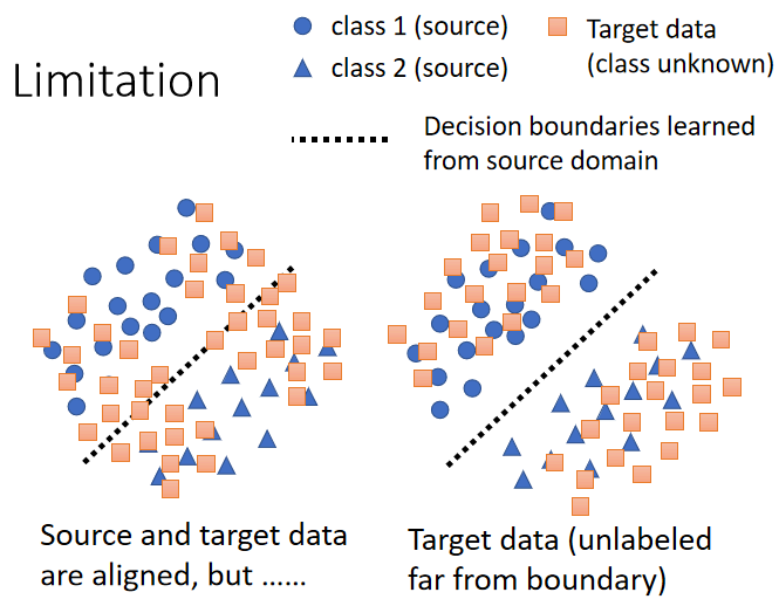 Limitation
class 1 (source)
class 2 (source)
Target data
(class unknown)
Decision boundaries learned
from source domain
Source and target data
are aligned, but ……
Target data (unlabeled
far from boundary)